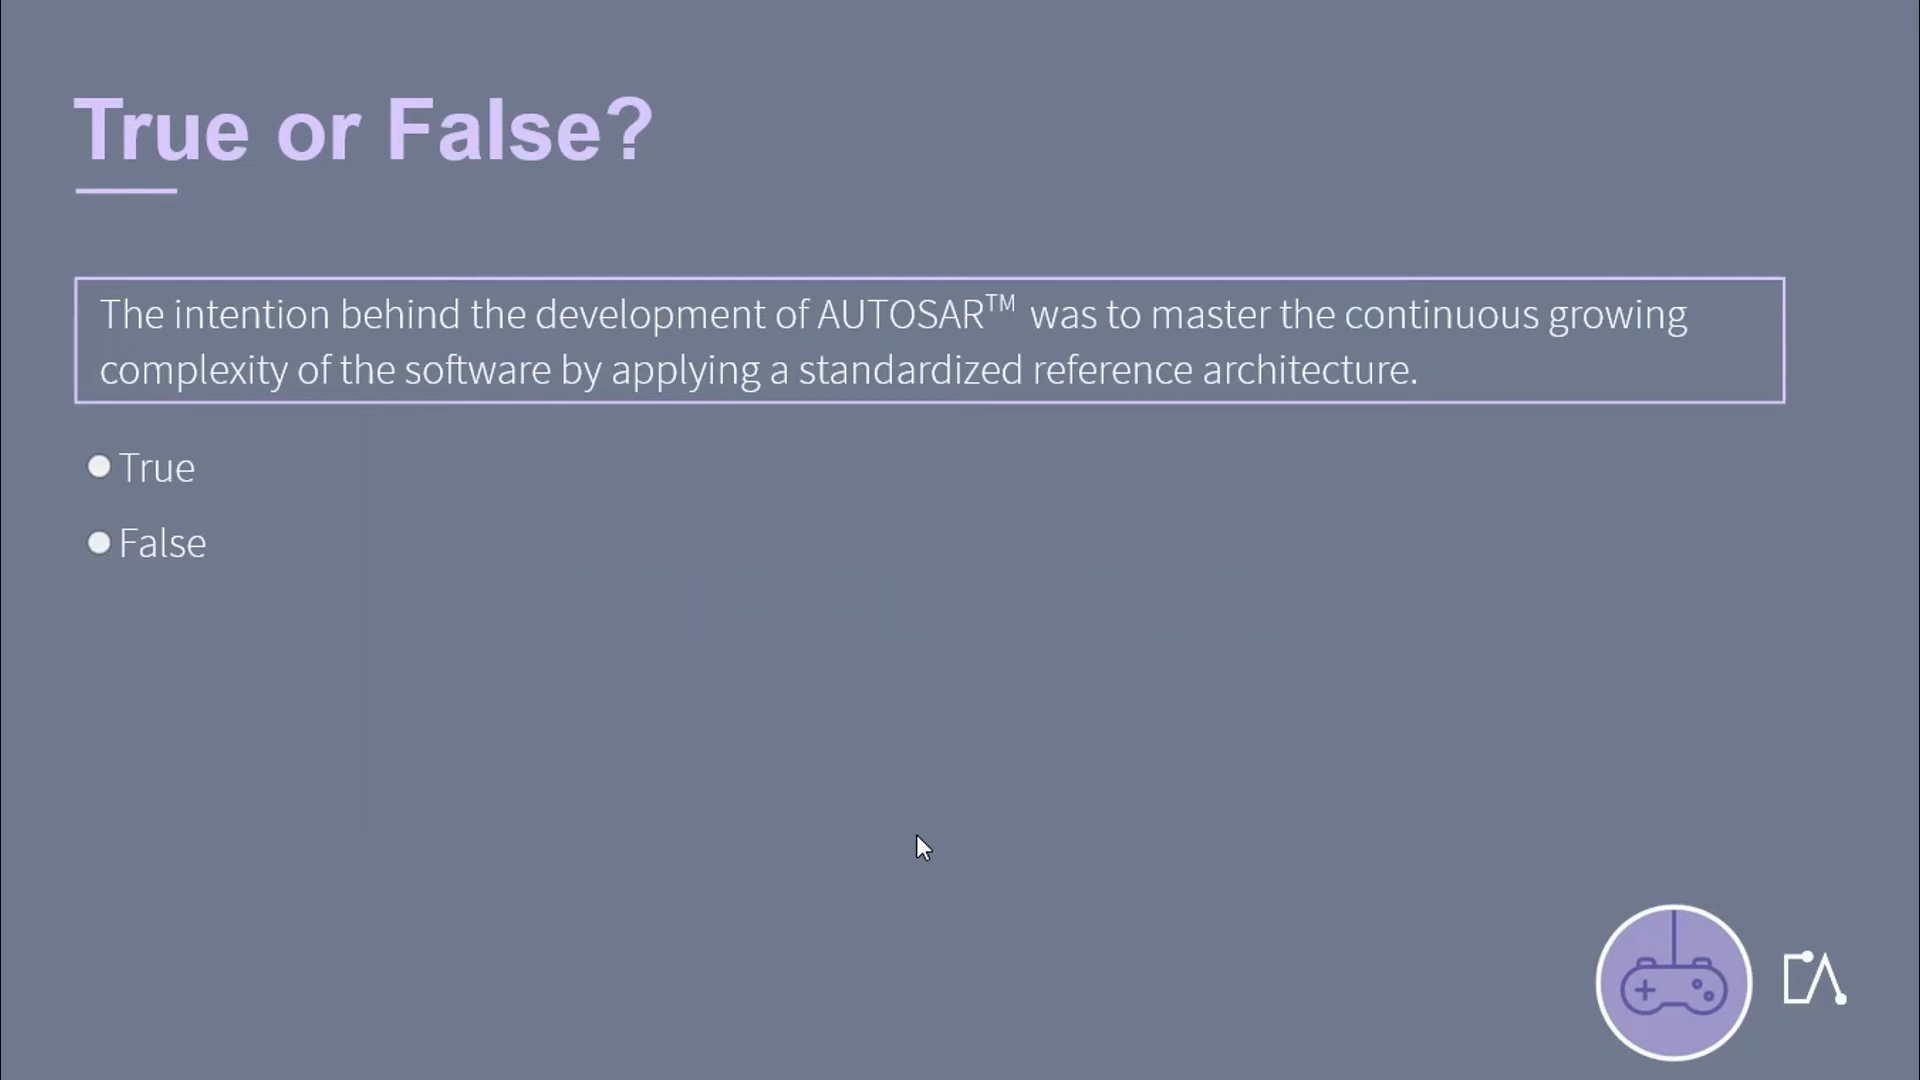 True or False?
The intention behind the development of AUTOSAR™ was to master the continuous growing
complexity of the software by applying a standardized reference architecture.
True
False